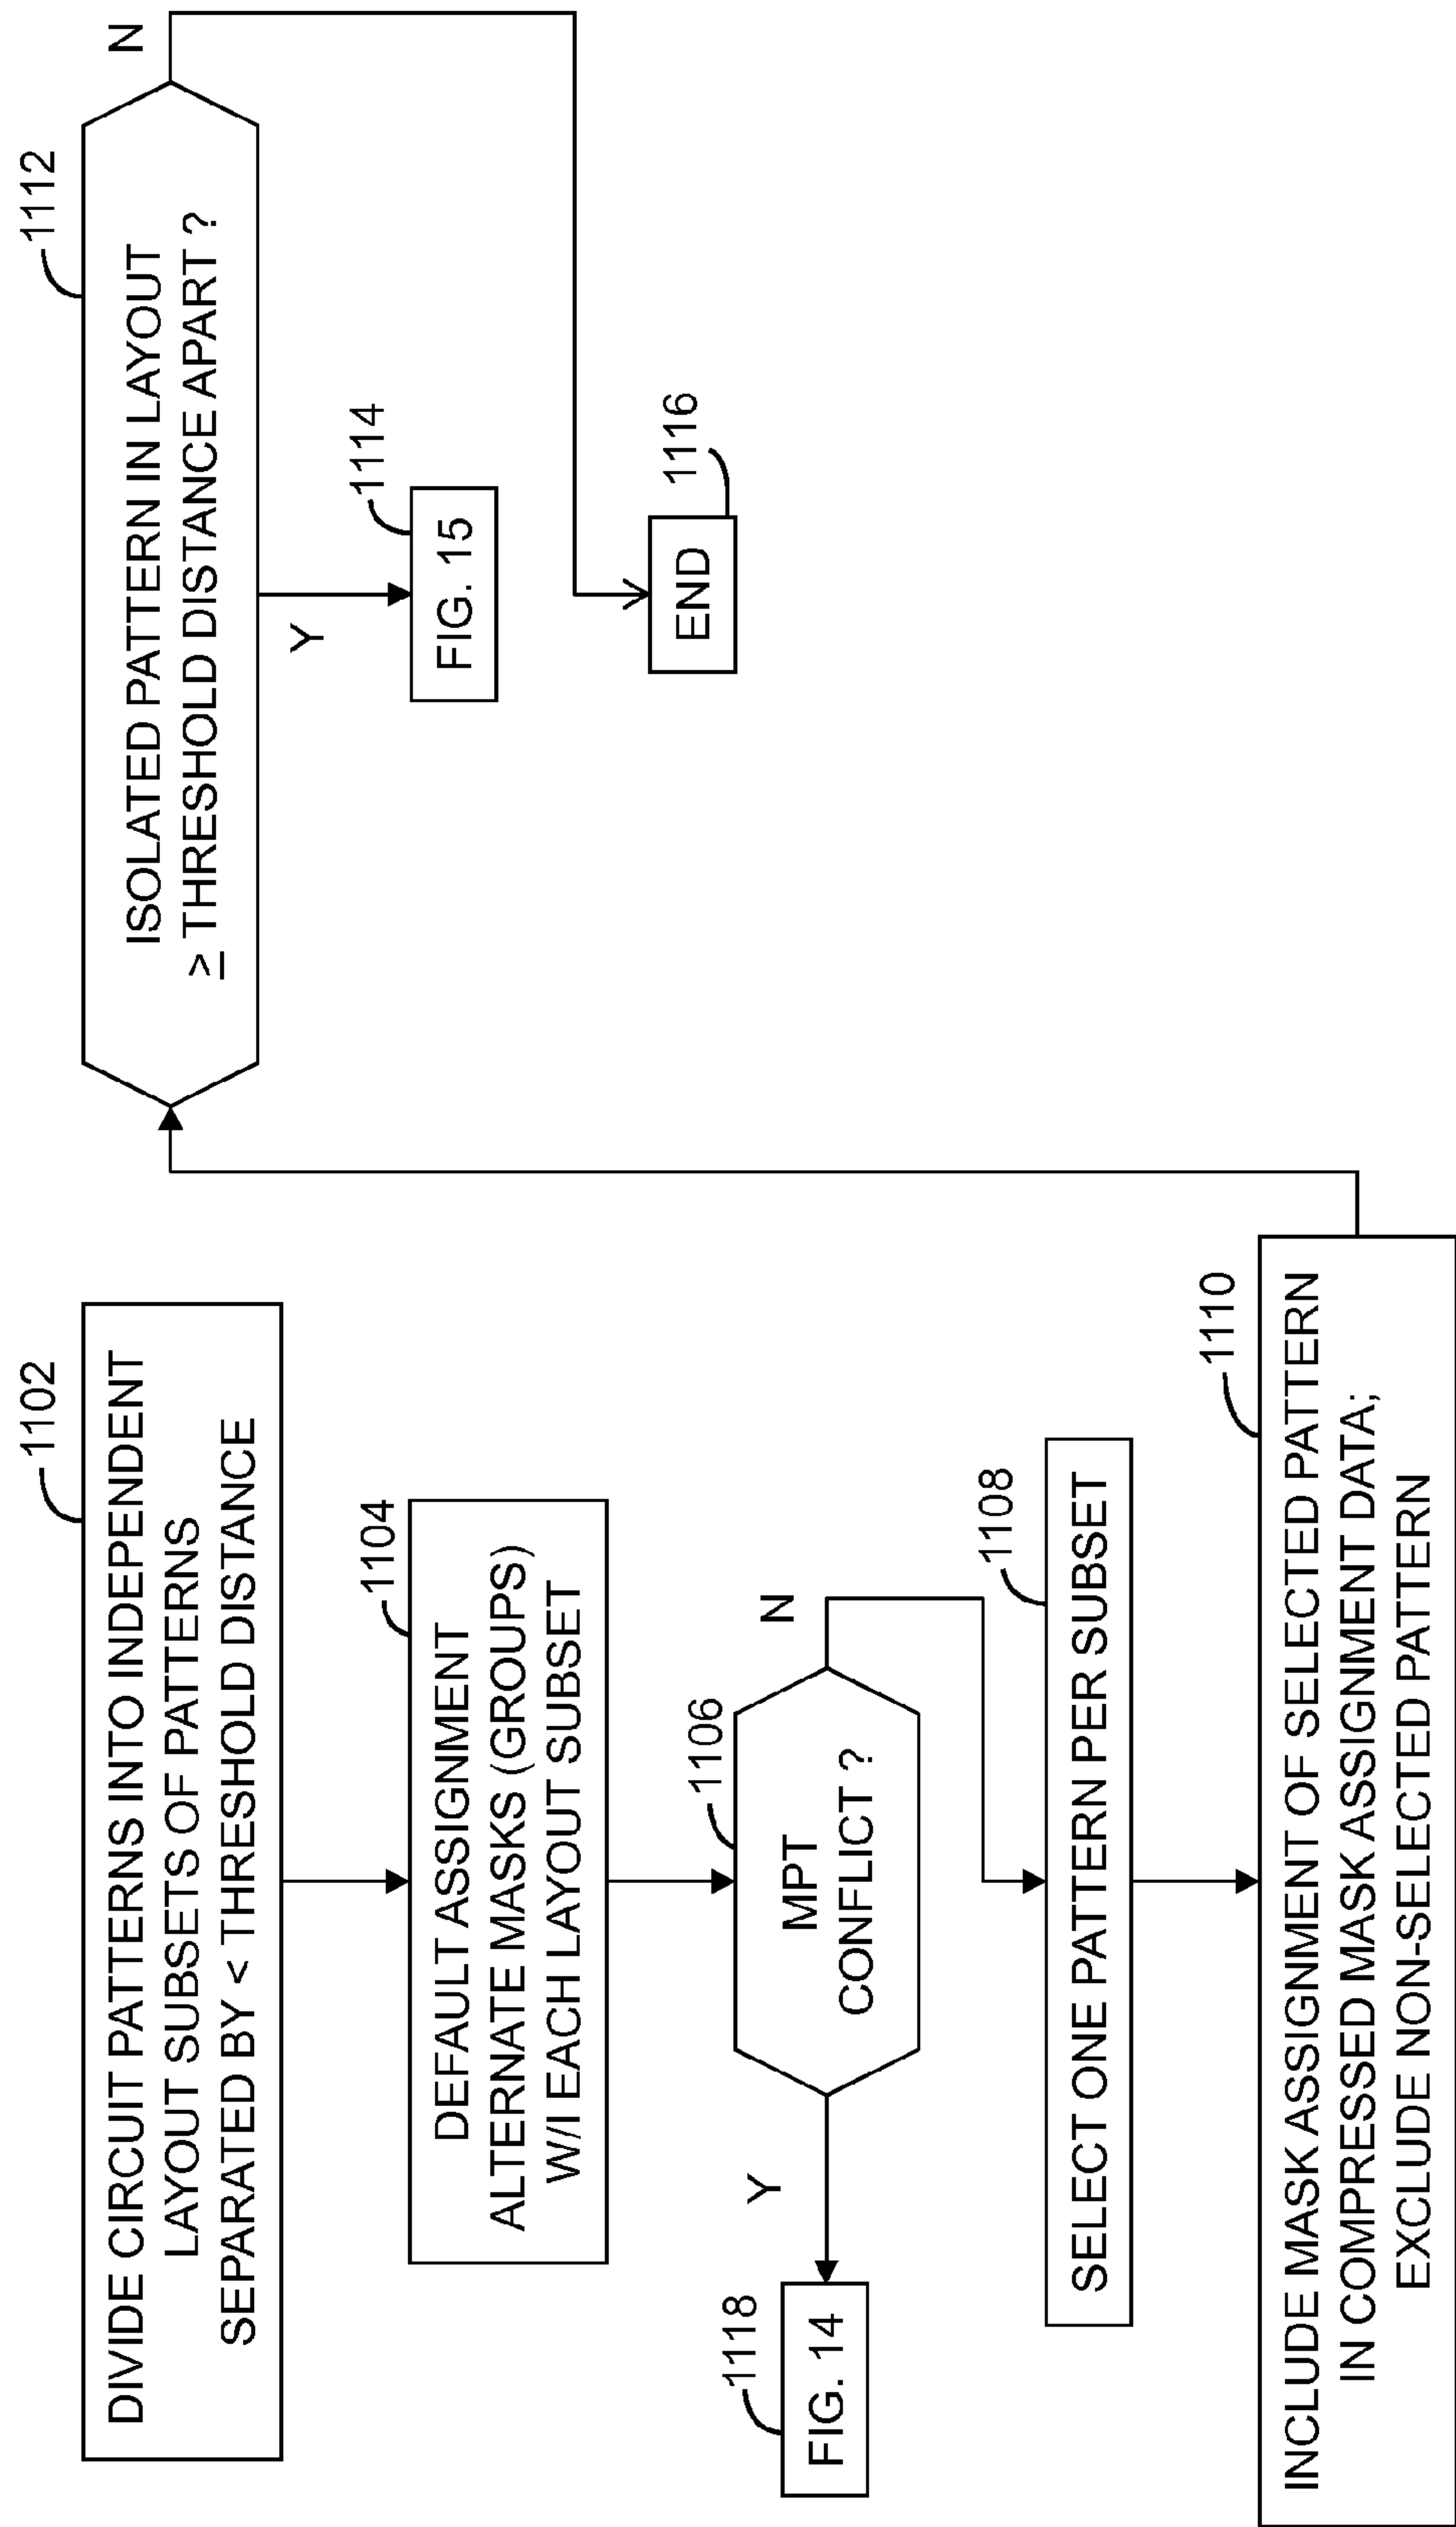 1102
DIVIDE CIRCUIT PATTERNS INTO INDEPENDENT
LAYOUT SUBSETS OF PATTERNS
SEPARATED BY < THRESHOLD DISTANCE
1104
DEFAULT ASSIGNMENT
ALTERNATE MASKS (GROUPS)
W/I EACH LAYOUT SUBSET
1106
MPT
CONFLICT ?
Y
N
1118
FIG. 14
1108
SELECT ONE PATTERN PER SUBSET
1110
INCLUDE MASK ASSIGNMENT OF SELECTED PATTERN
IN COMPRESSED MASK ASSIGNMENT DATA;
EXCLUDE NON-SELECTED PATTERN
1112
ISOLATED PATTERN IN LAYOUT
≥ THRESHOLD DISTANCE APART ?
N
Y
1114
FIG. 15
1116
END